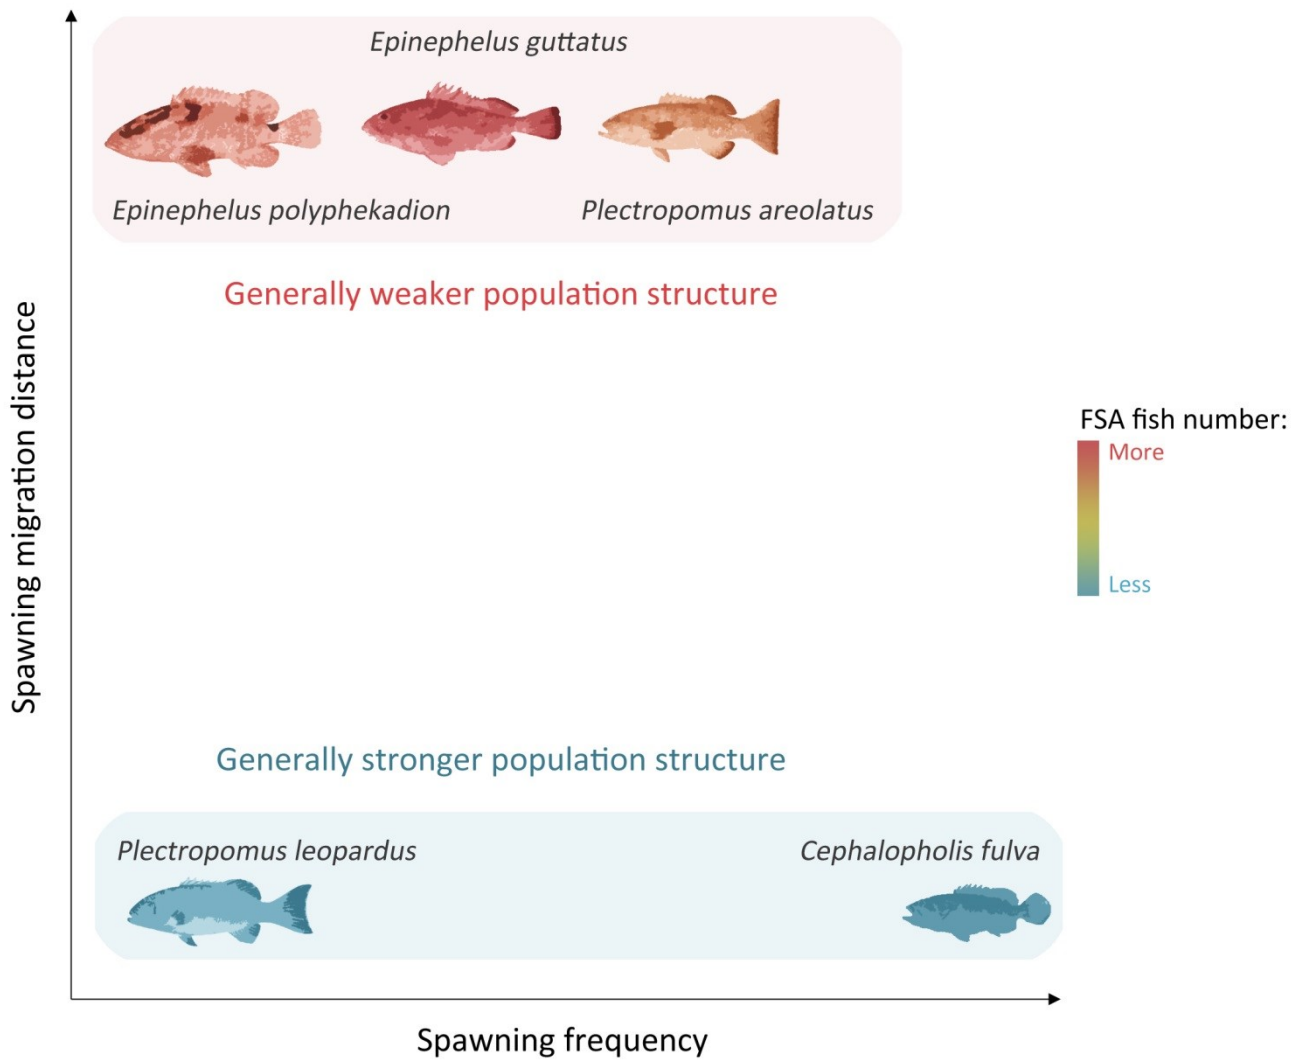 Epinephelus guttatus
Epinephelus polyphekadion
Plectropomus areolatus
Generally weaker population structure
Spawning migration distance
FSA fish number:
More
Less
Generally stronger population structure
Plectropomus leopardus
Cephalopholis fulva
Spawning frequency